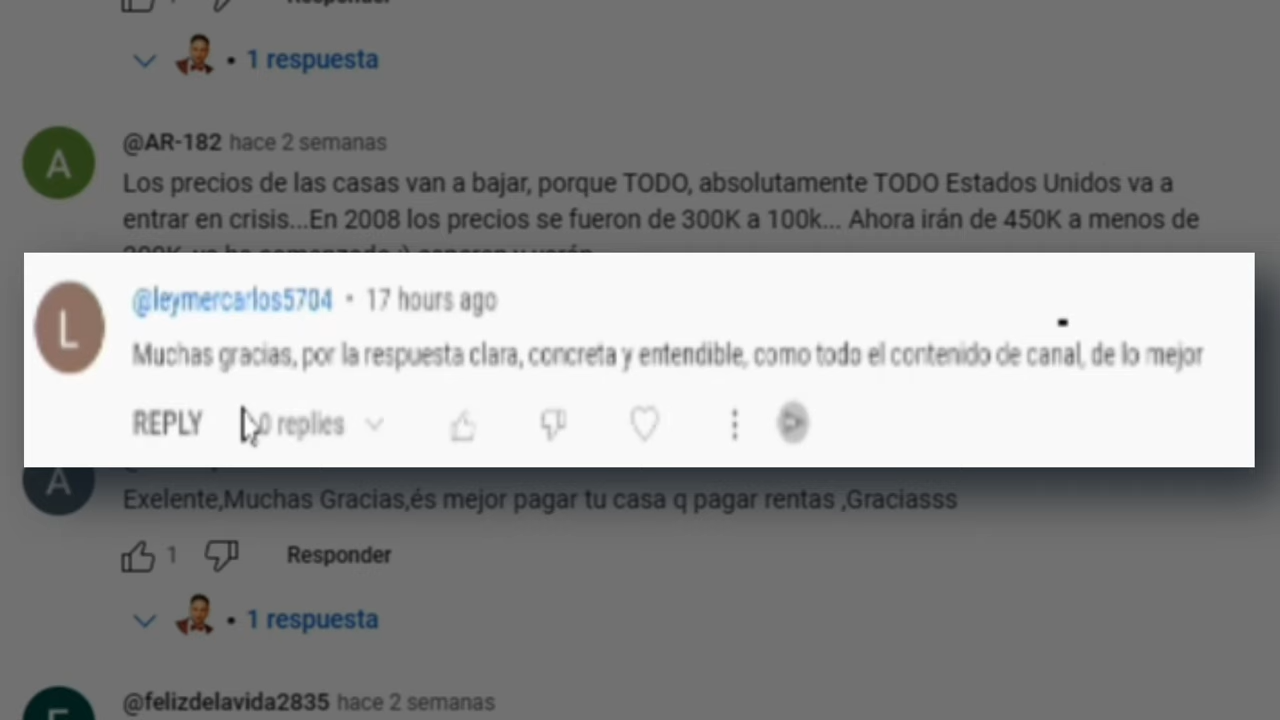 Responder
• 1 respuesta
A
@AR-182 hace 2 semanas
Los precios de las casas van a bajar, porque TODO, absolutamente TODO Estados Unidos va a
entrar en crisis...En 2008 los precios se fueron de 300K a 100k... Ahora irán de 450K a menos de
L
@leymercarlos5704 • 17 hours ago
Muchas gracias, por la respuesta clara, concreta y entendible, como todo el contenido de canal, de lo mejor
REPLY 0 replies
A
Exelente,Muchas Gracias,és mejor pagar tu casa q pagar rentas ,Graciasss
1 Responder
• 1 respuesta
@felizdelavida2835 hace 2 semanas